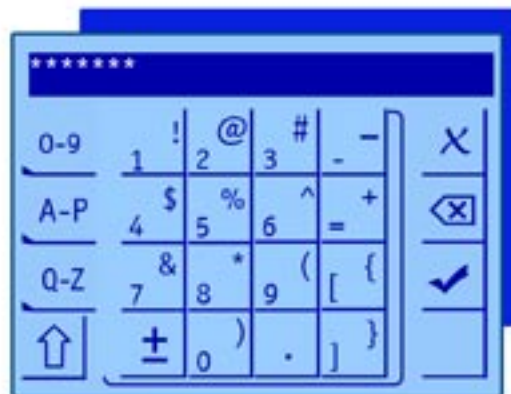 *******
0-9 1 ! 2 @ 3 # - _ X
A-P 4 $ 5 % 6 ^ = +
Q-Z 7 & 8 * 9 ( [ {
± 0 ) . ] }